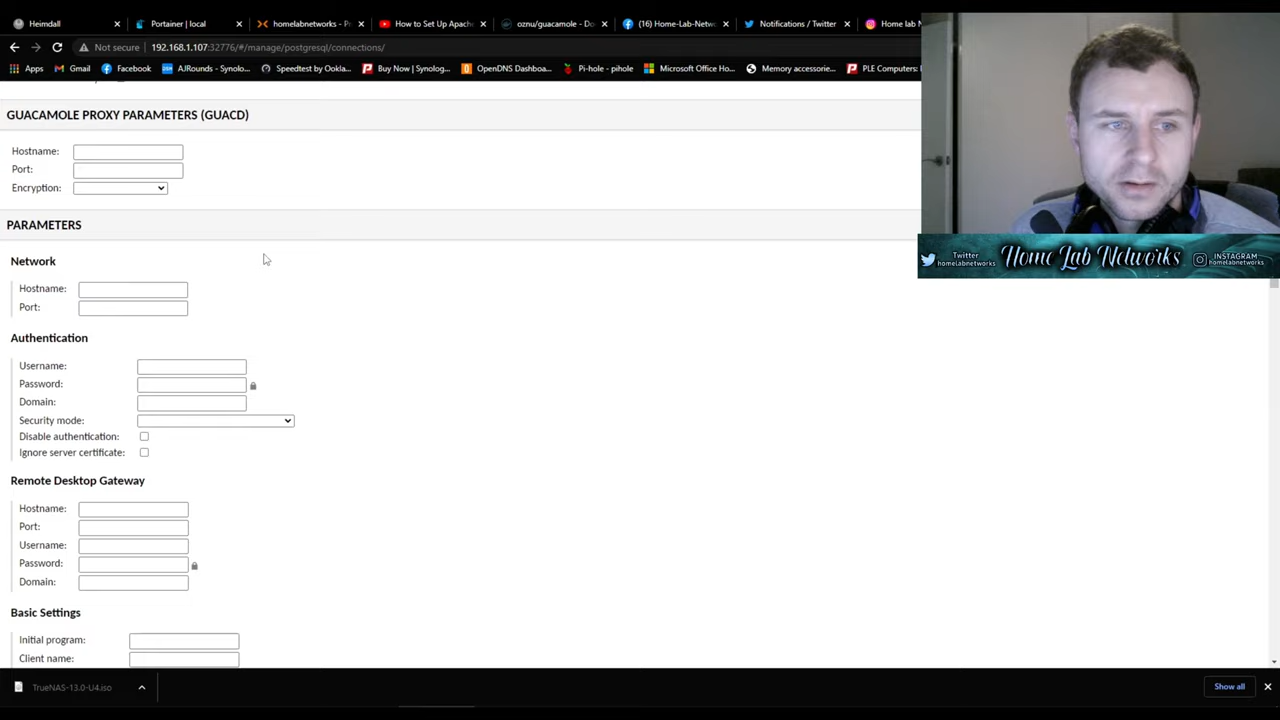 Heimdall
Portainer | local
homelabnetworks - P
How to Set Up Apach
oznu/guacamole - Do
(16) Home-Lab-Netw
Notifications / Twitter
Home lab N
Not secure 192.168.1.107:32776/#/manage/postgresql/connections/
Apps Gmail Facebook AJRounds - Synolo... Speedtest by Ookla... Buy Now | Synolog... OpenDNS Dashboa... Pi-hole - pihole Microsoft Office Ho... Memory accessorie... PLE Computers:
GUACAMOLE PROXY PARAMETERS (GUACD)
Hostname:
Port:
Encryption:
PARAMETERS
Network
Hostname:
Port:
Authentication
Username:
Password:
Domain:
Security mode:
Disable authentication:
Ignore server certificate:
Remote Desktop Gateway
Hostname:
Port:
Username:
Password:
Domain:
Basic Settings
Initial program:
Client name:
Twitter
homelabnetworks
Home Lab Networks
INSTAGRAM
homelabnetworks
TrueNAS-13.0-U4.iso
Show all